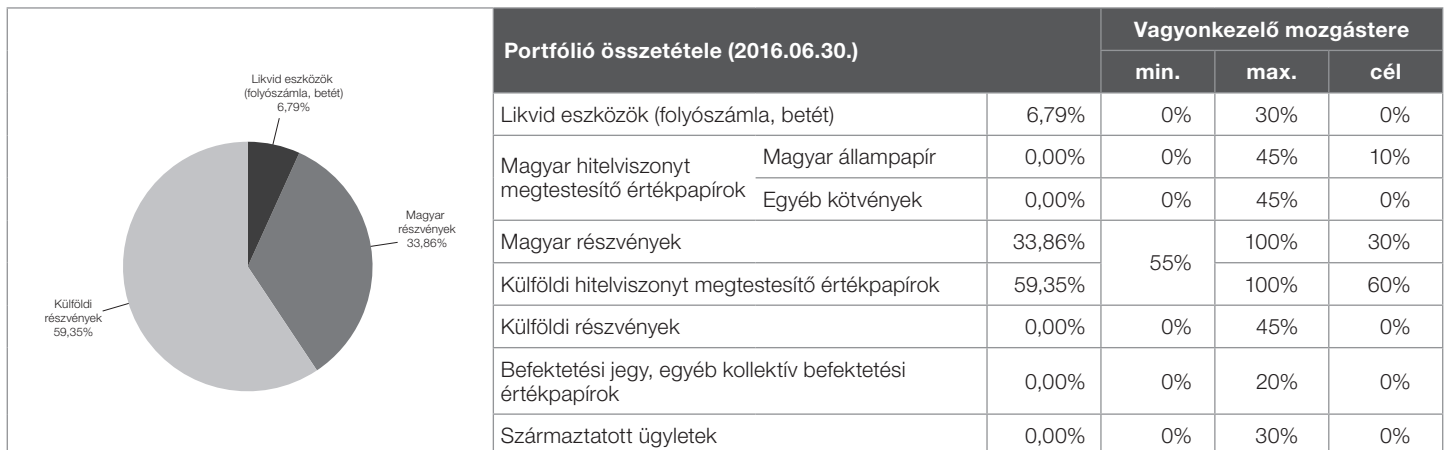 Likvid eszközök
(folyószámla, betét)
6,79%
Magyar
részvények
33,86%
Külföldi
részvények
59,35%
Portfólió összetétele (2016.06.30.) Vagyonkezelő mozgástere
min. max. cél
Likvid eszközök (folyószámla, betét) 6,79% 0% 30% 0%
Magyar hitelviszonyt
megtestesítő értékpapírok
Magyar állampapír 0,00% 0% 45% 10%
Egyéb kötvények 0,00% 0% 45% 0%
Magyar részvények 33,86% 55% 100% 30%
Külföldi hitelviszonyt megtestesítő értékpapírok 59,35% 100% 60%
Külföldi részvények 0,00% 0% 45% 0%
Befektetési jegy, egyéb kollektív befektetési
értékpapírok 0,00% 0% 20% 0%
Származtatott ügyletek 0,00% 0% 30% 0%